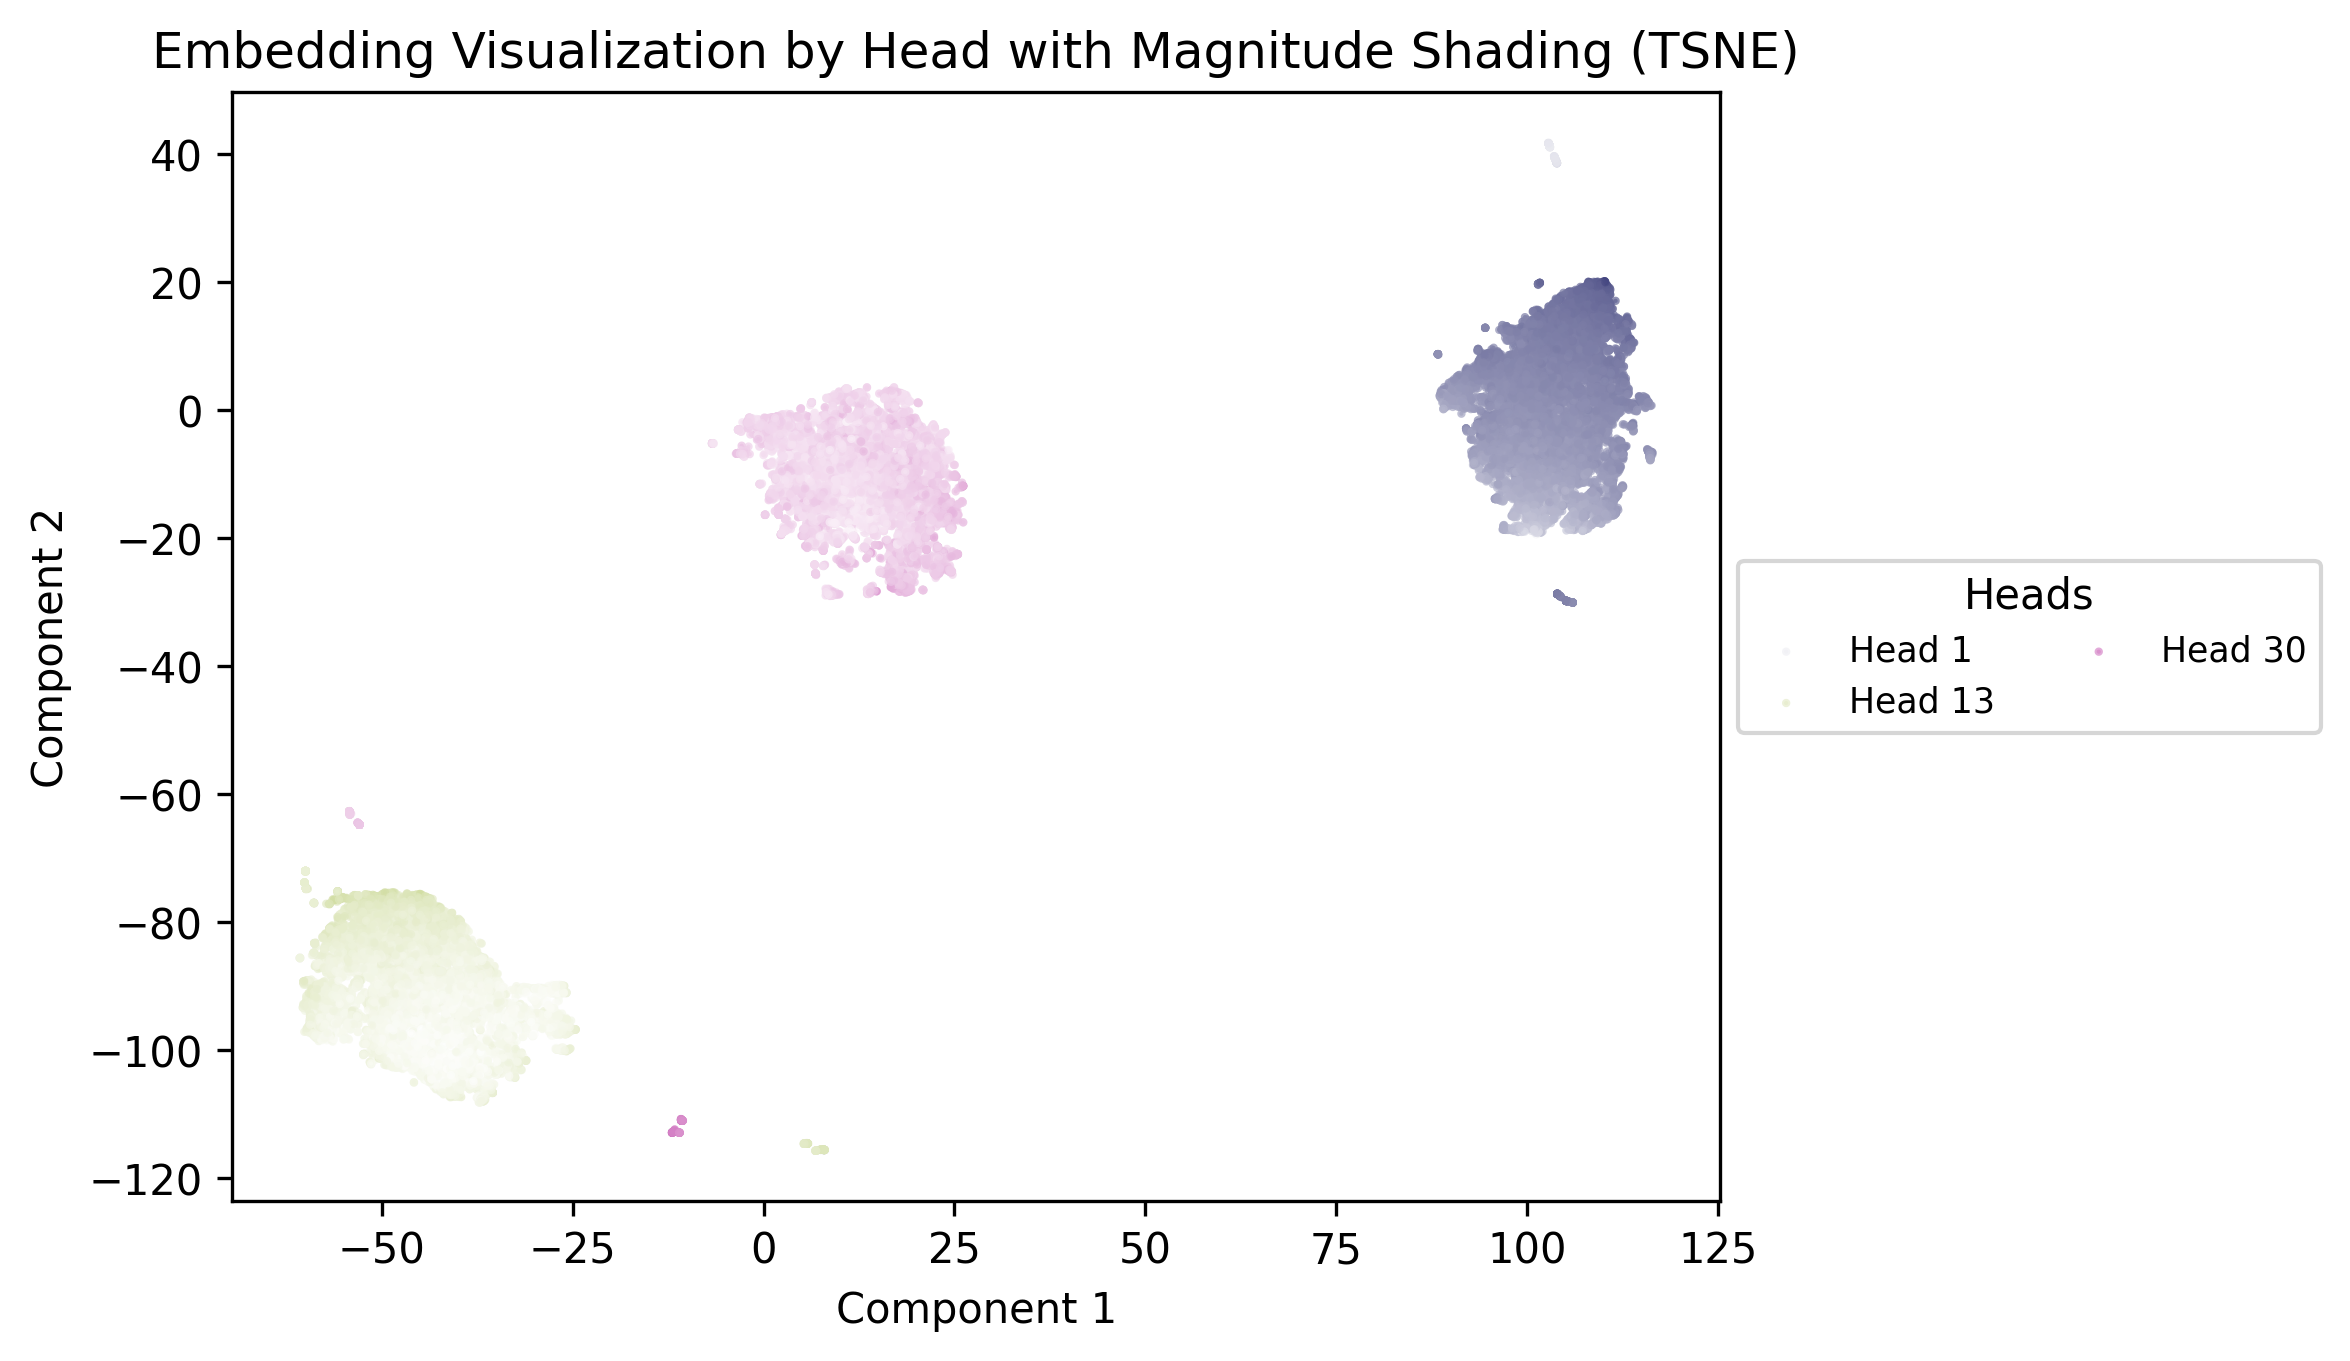 Embedding Visualization by Head with Magnitude Shading (TSNE)
40
20
0
−20
−40
−60
−80
−100
−120
Component 2
−50 −25 0 25 50 75 100 125
Component 1
Heads
Head 1 Head 30
Head 13